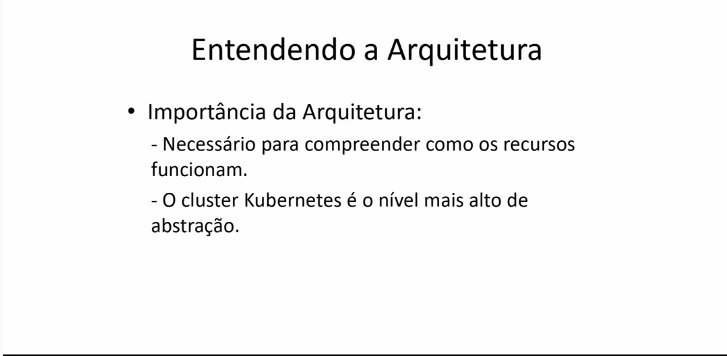 Entendendo a Arquitetura
• Importância da Arquitetura:
- Necessário para compreender como os recursos
funcionam.
- O cluster Kubernetes é o nível mais alto de
abstração.